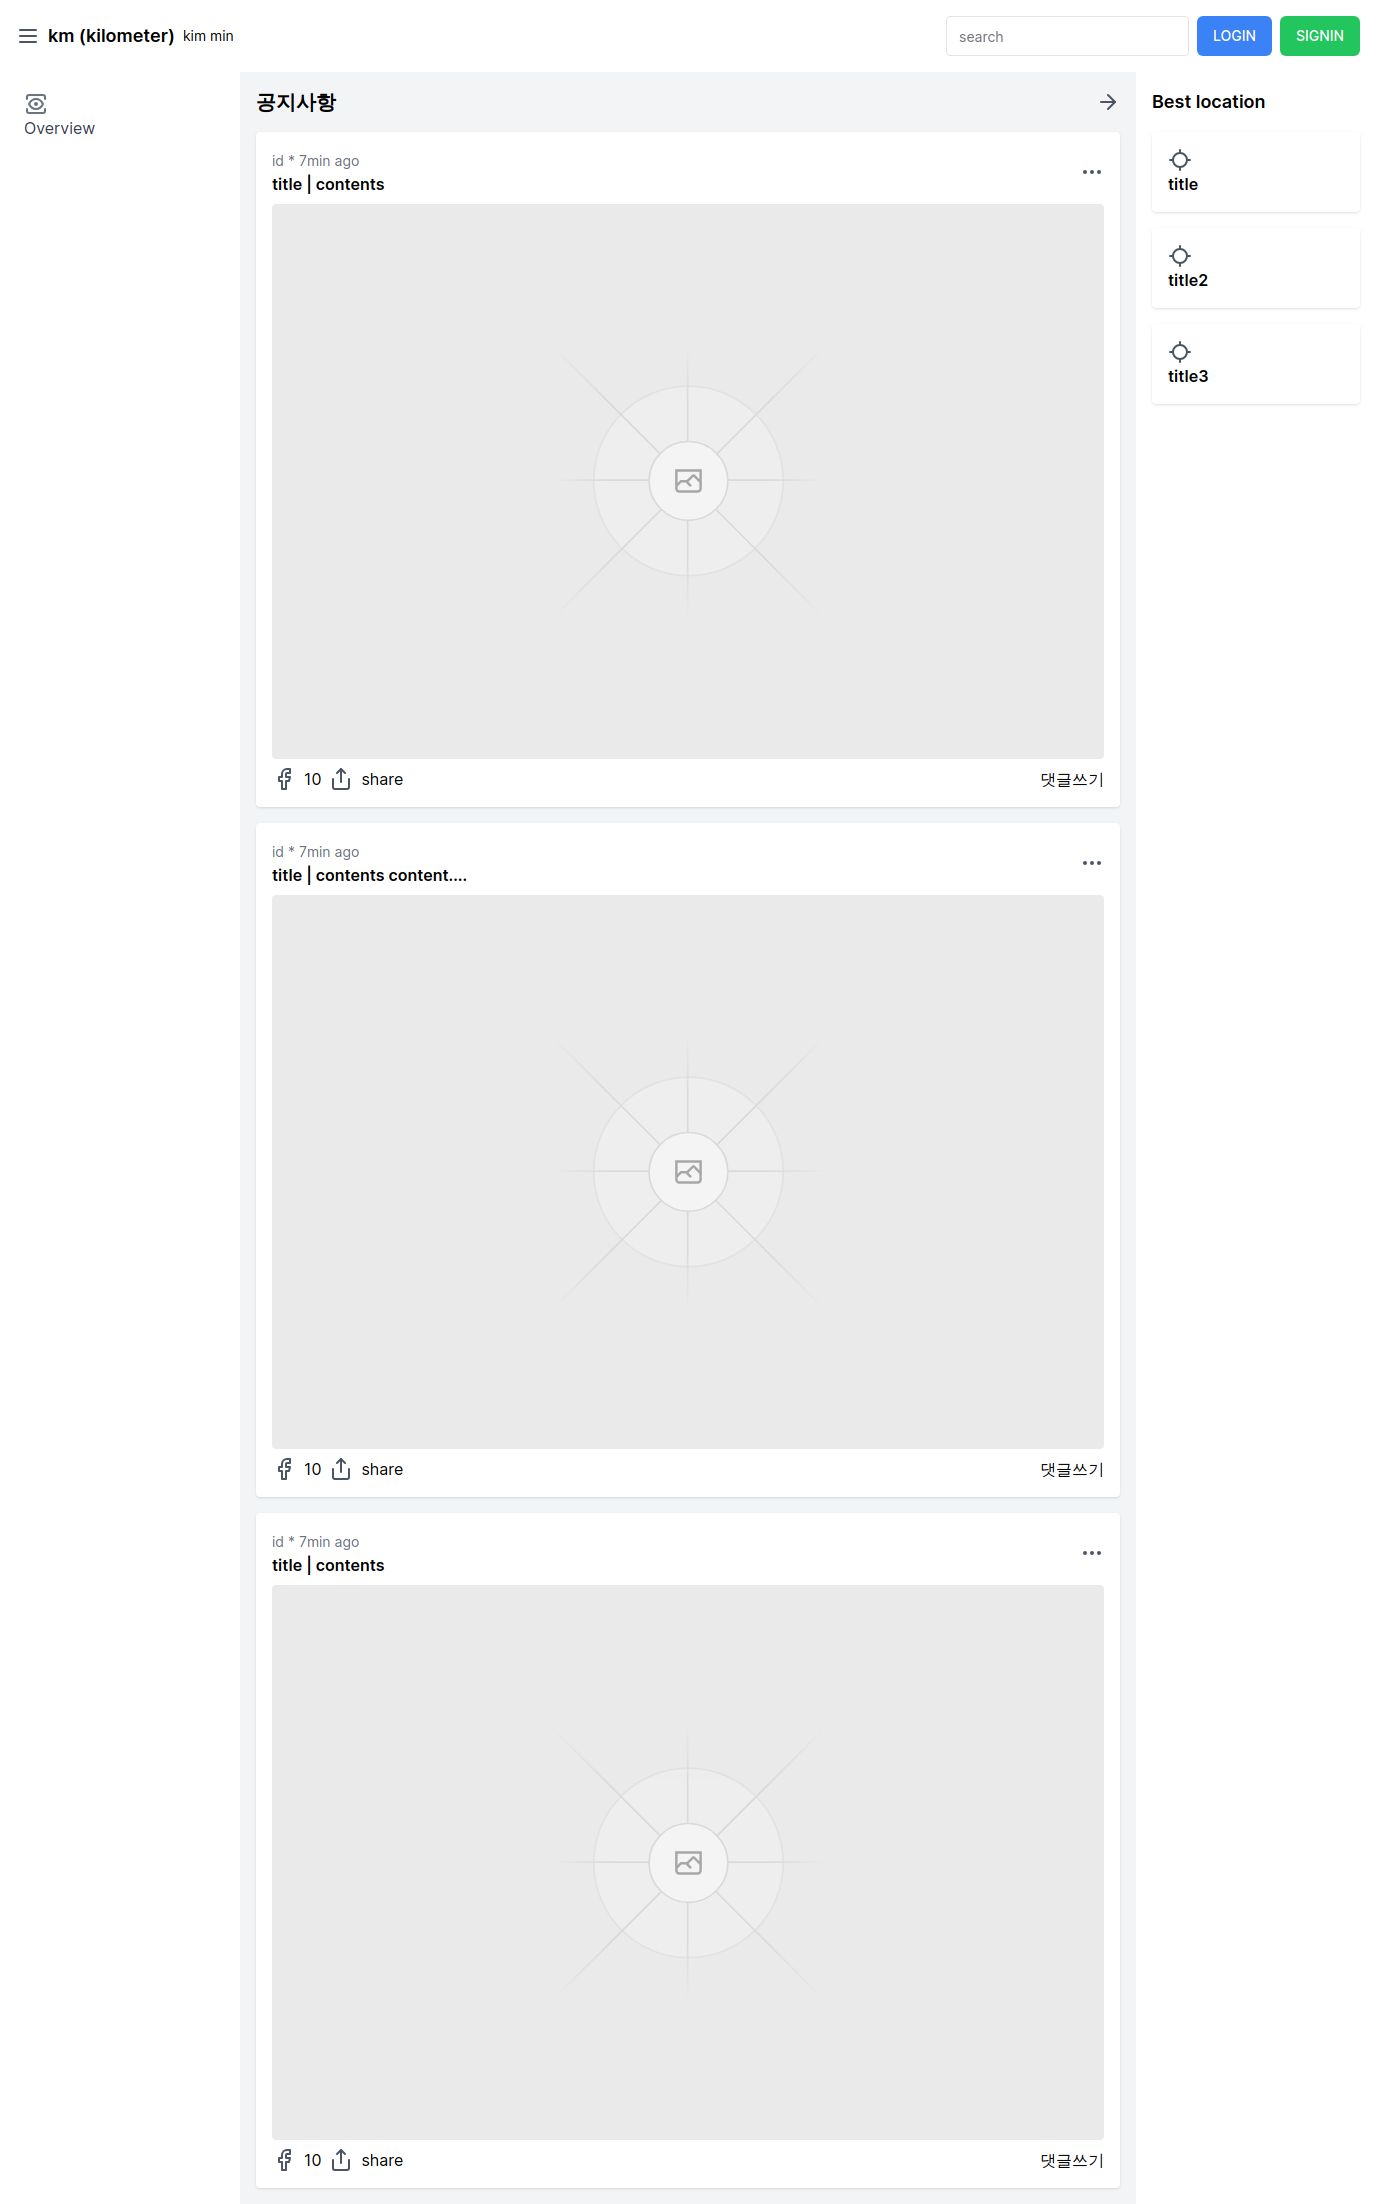 km (kilometer) kim min
search
LOGIN
SIGNIN
Overview
공지사항
id * 7min ago
title | contents
10 share
댓글쓰기
id * 7min ago
title | contents content....
10 share
댓글쓰기
id * 7min ago
title | contents
10 share
댓글쓰기
Best location
title
title2
title3